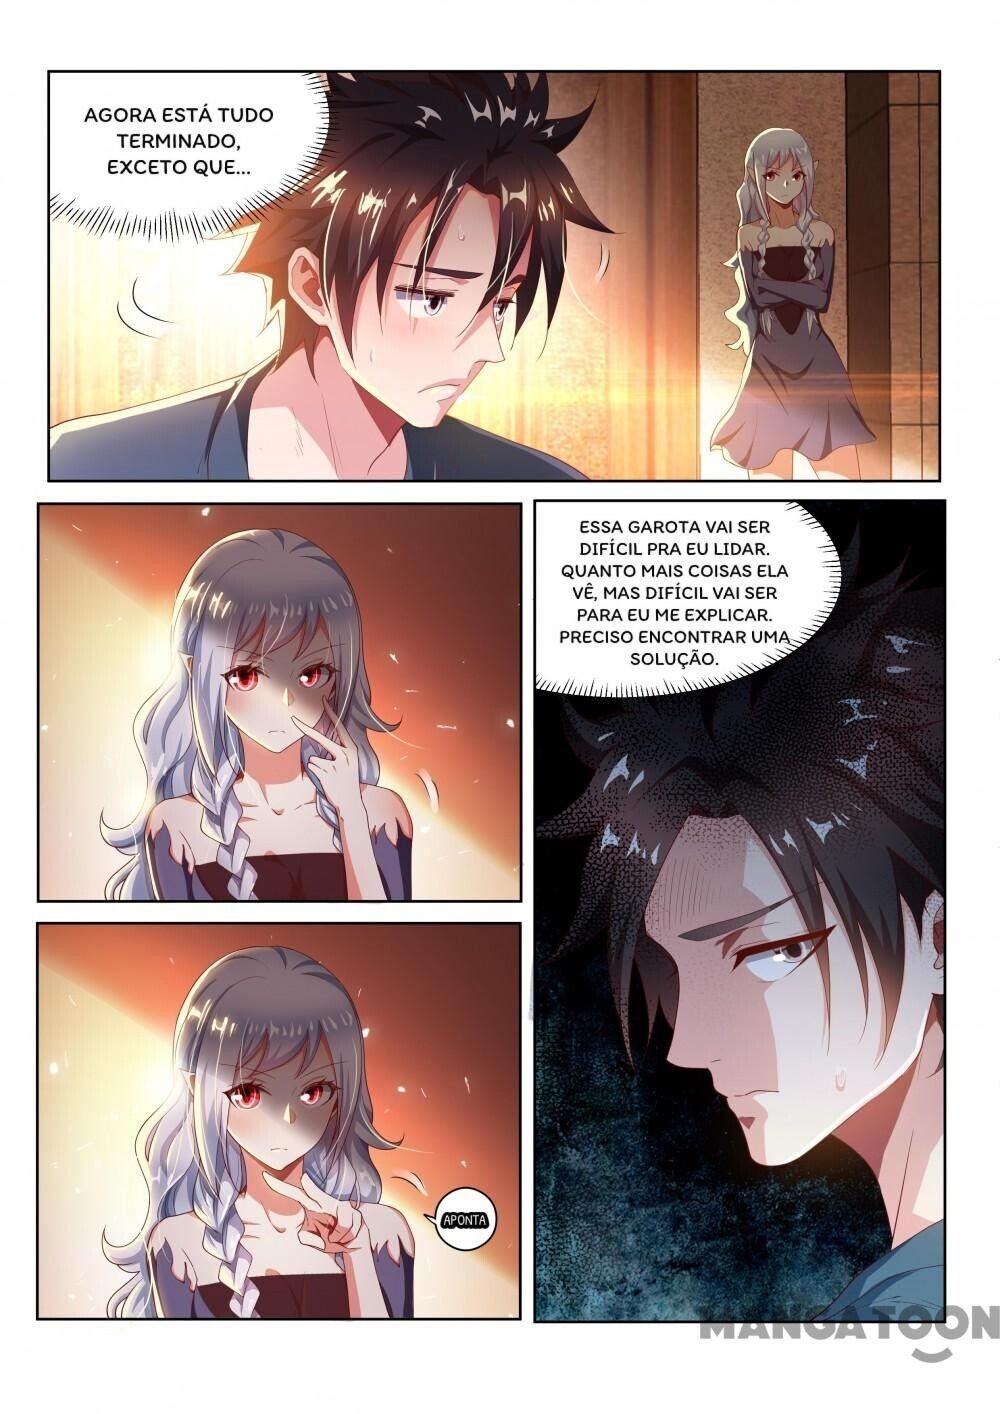 AGORA ESTÁ TUDO
TERMINADO,
EXCETO QUE...
ESSA GAROTA VAI SER
DIFÍCIL PRA EU LIDAR.
QUANTO MAIS COISAS ELA
VÊ, MAS DIFÍCIL VAI SER
PARA EU ME EXPLICAR.
PRECISO ENCONTRAR UMA
SOLUÇÃO.
APONTA
MANGATOON